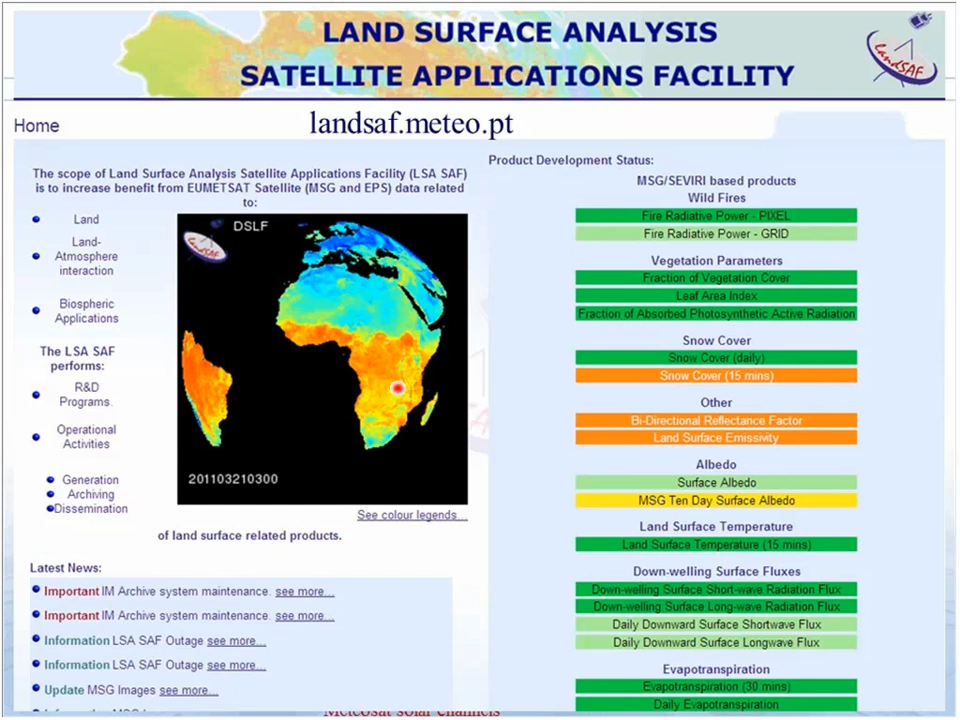 LAND SURFACE ANALYSIS
SATELLITE APPLICATIONS FACILITY
LandSAF
Home
landsaf.meteo.pt
The scope of Land Surface Analysis Satellite Applications Facility (LSA SAF)
is to increase benefit from EUMETSAT Satellite (MSG and EPS) data related
to:
Land
Land-
Atmosphere
interaction
Biospheric
Applications
The LSA SAF
performs:
R&D
Programs
Operational
Activities
Generation
Archiving
Dissemination
DSLF
LandSAF
201103210300
See colour legends...
of land surface related products.
Latest News:
Important IM Archive system maintenance. see more...
Important IM Archive system maintenance. see more...
Information LSA SAF Outage see more...
Information LSA SAF Outage see more...
Update MSG Images see more...
Product Development Status:
MSG/SEVIRI based products
Wild Fires
Fire Radiative Power - PIXEL
Fire Radiative Power - GRID
Vegetation Parameters
Fraction of Vegetation Cover
Leaf Area Index
Fraction of Absorbed Photosynthetic Active Radiation
Snow Cover
Snow Cover (daily)
Snow Cover (15 mins)
Other
Bi-Directional Reflectance Factor
Land Surface Emissivity
Albedo
Surface Albedo
MSG Ten Day Surface Albedo
Land Surface Temperature
Land Surface Temperature (15 mins)
Down-welling Surface Fluxes
Down-welling Surface Short-wave Radiation Flux
Down-welling Surface Long-wave Radiation Flux
Daily Downward Surface Shortwave Flux
Daily Downward Surface Longwave Flux
Evapotranspiration
Evapotranspiration (30 mins)
Daily Evapotranspiration
Meteosat solar channels